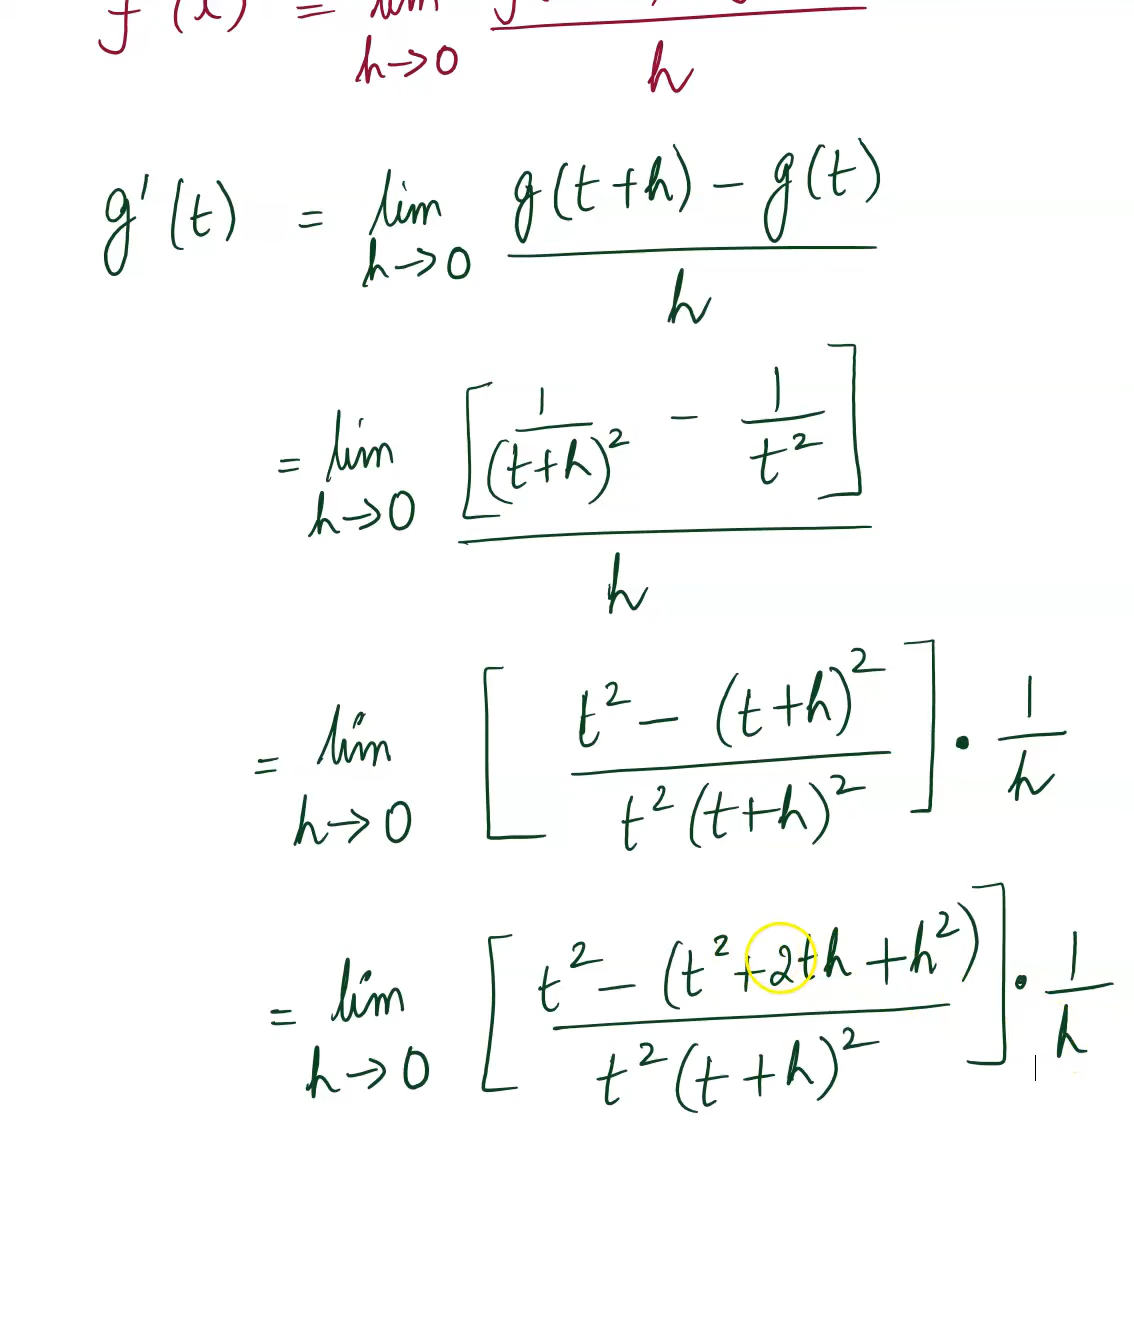 f'(x) = lim h→0 / h
g'(t) = lim h→0 g(t+h) - g(t) / h
= lim h→0 [1/(t+h)² - 1/t²] / h
= lim h→0 [t² - (t+h)² / t²(t+h)²] · 1/h
= lim h→0 [t² - (t²+2th+h²) / t²(t+h)²] · 1/h